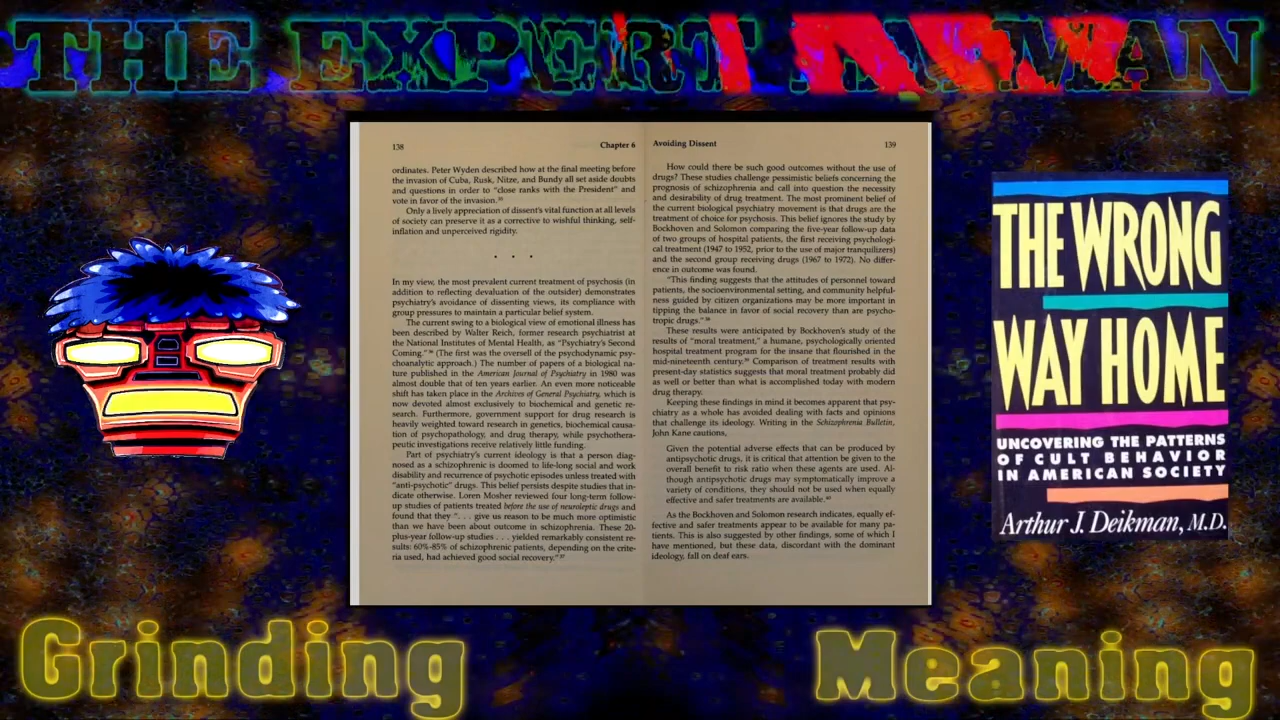 THE EXPERT HUMAN
138
Chapter 6
ordinates. Peter Wyden described how at the final meeting before
the invasion of Cuba, Rusk, Nitze, and Bundy all set aside doubts
and questions in order to "close ranks with the President" and
vote in favor of the invasion.
Only a lively appreciation of dissent's vital function at all levels
of society can preserve it as a corrective to wishful thinking, self-
inflation and unperceived rigidity.
• • •
In my view, the most prevalent current treatment of psychosis (in
addition to reflecting devaluation of the outsider) demonstrates
psychiatry's avoidance of dissenting views, its compliance with
group pressures to maintain a particular belief system.
The current swing to a biological view of emotional illness has
been described by Walter Reich, former research psychiatrist at
the National Institutes of Mental Health, as "Psychiatry's Second
Coming." (The first was the oversell of the psychodynamic psy-
choanalytic approach.) The number of papers of a biological na-
ture published in the American Journal of Psychiatry in 1980 was
almost double that of ten years earlier. An even more noticeable
shift has taken place in the Archives of General Psychiatry, which is
now devoted almost exclusively to biochemical and genetic re-
search. Furthermore, government support for drug research is
heavily weighted toward research in genetics, biochemical causa-
tion of psychopathology, and drug therapy, while psychothera-
peutic investigations receive relatively little funding.
Part of psychiatry's current ideology is that a person diag-
nosed as a schizophrenic is doomed to life-long social and work
disability and recurrence of psychotic episodes unless treated with
"anti-psychotic" drugs. This belief persists despite studies that in-
dicate otherwise. Loren Mosher reviewed four long-term follow-
up studies of patients treated before the use of neuroleptic drugs and
found that they ". . . give us reason to be much more optimistic
than we have been about outcome in schizophrenia. These 20-
plus-year follow-up studies . . . yielded remarkably consistent re-
sults: 60%-85% of schizophrenic patients, depending on the crite-
ria used, had achieved good social recovery."37
Avoiding Dissent
139
How could there be such good outcomes without the use of
drugs? These studies challenge pessimistic beliefs concerning the
prognosis of schizophrenia and call into question the necessity
and desirability of drug treatment. The most prominent belief of
the current biological psychiatry movement is that drugs are the
treatment of choice for psychosis. This belief ignores the study by
Bockhoven and Solomon comparing the five-year follow-up data
of two groups of hospital patients, the first receiving psychologi-
cal treatment (1947 to 1952, prior to the use of major tranquilizers)
and the second group receiving drugs (1967 to 1972). No differ-
ence in outcome was found.
"This finding suggests that the attitudes of personnel toward
patients, the socioenvironmental setting, and community helpful-
ness guided by citizen organizations may be more important in
tipping the balance in favor of social recovery than are psycho-
tropic drugs."38
These results were anticipated by Bockhoven's study of the
results of "moral treatment," a humane, psychologically oriented
hospital treatment program for the insane that flourished in the
mid-nineteenth century.39 Comparison of treatment results with
present-day statistics suggests that moral treatment probably did
as well or better than what is accomplished today with modern
drug therapy.
Keeping these findings in mind it becomes apparent that psy-
chiatry as a whole has avoided dealing with facts and opinions
that challenge its ideology. Writing in the Schizophrenia Bulletin,
John Kane cautions,
Given the potential adverse effects that can be produced by
antipsychotic drugs, it is critical that attention be given to the
overall benefit to risk ratio when these agents are used. Al-
though antipsychotic drugs may symptomatically improve a
variety of conditions, they should not be used when equally
effective and safer treatments are available.40
As the Bockhoven and Solomon research indicates, equally ef-
fective and safer treatments appear to be available for many pa-
tients. This is also suggested by other findings, some of which I
have mentioned, but these data, discordant with the dominant
ideology, fall on deaf ears.
THE WRONG
WAY HOME
UNCOVERING THE PATTERNS
OF CULT BEHAVIOR
IN AMERICAN SOCIETY
Arthur J. Deikman, M.D.
Grinding
Meaning